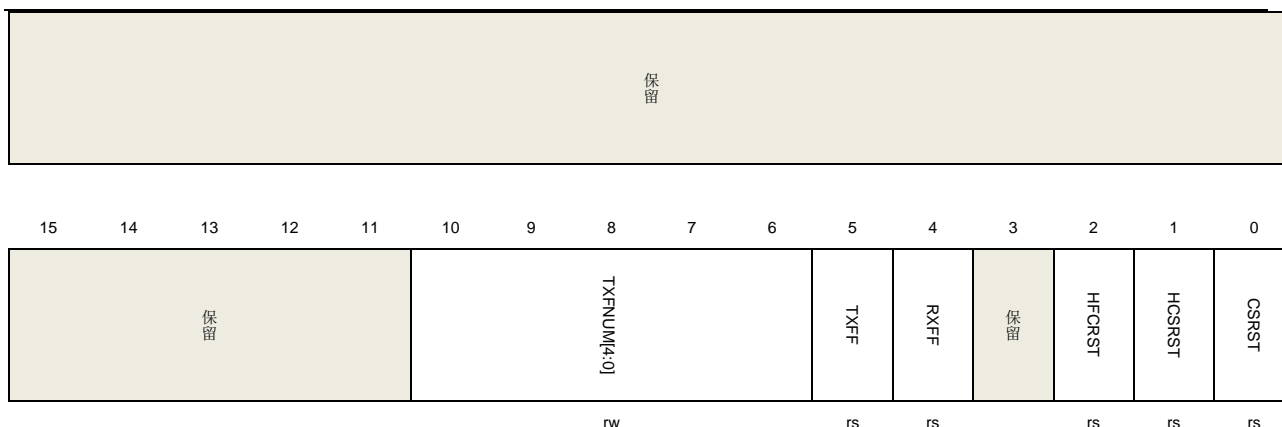 保留
15 14 13 12 11 10 9 8 7 6 5 4 3 2 1 0
保留 TXFNUM[4:0] TXFF RXFF 保留 HFCRST HCSRST CSRST
rw rs rs rs rs rs